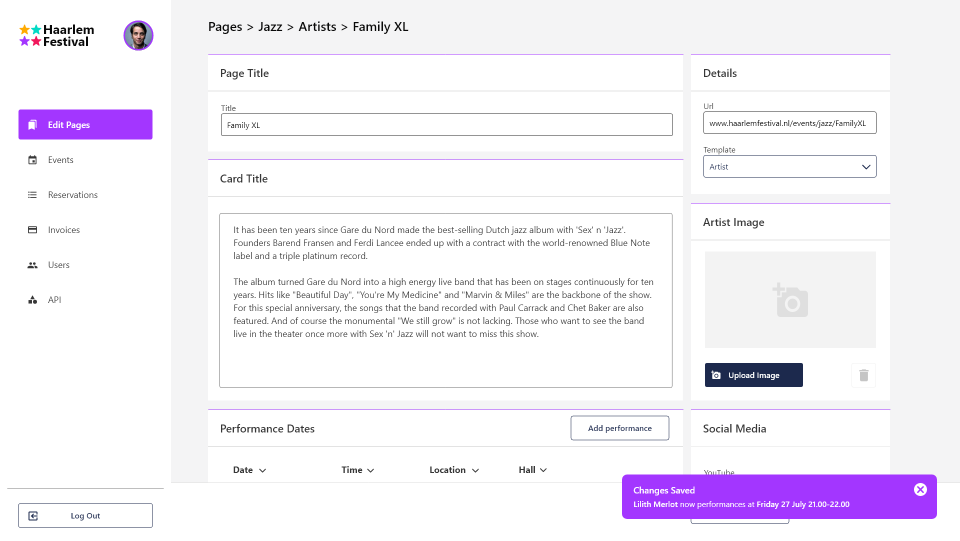 Haarlem
Festival
Edit Pages
Events
Reservations
Invoices
Users
API
Log Out
Pages > Jazz > Artists > Family XL
Page Title
Title
Family XL
Card Title
It has been ten years since Gare du Nord made the best-selling Dutch jazz album with 'Sex' n 'Jazz'.
Founders Barend Fransen and Ferdi Lancee ended up with a contract with the world-renowned Blue Note
label and a triple platinum record.
The album turned Gare du Nord into a high energy live band that has been on stages continuously for ten
years. Hits like "Beautiful Day", "You're My Medicine" and "Marvin & Miles" are the backbone of the show.
For this special anniversary, the songs that the band recorded with Paul Carrack and Chet Baker are also
featured. And of course the monumental "We still grow" is not lacking. Those who want to see the band
live in the theater once more with Sex 'n' Jazz will not want to miss this show.
Performance Dates
Add performance
Date
Time
Location
Hall
Details
Url
www.haarlemfestival.nl/events/jazz/FamilyXL
Template
Artist
Artist Image
Upload Image
Social Media
YouTube
Changes Saved
Lilith Merlot now performances at Friday 27 July 21.00-22.00